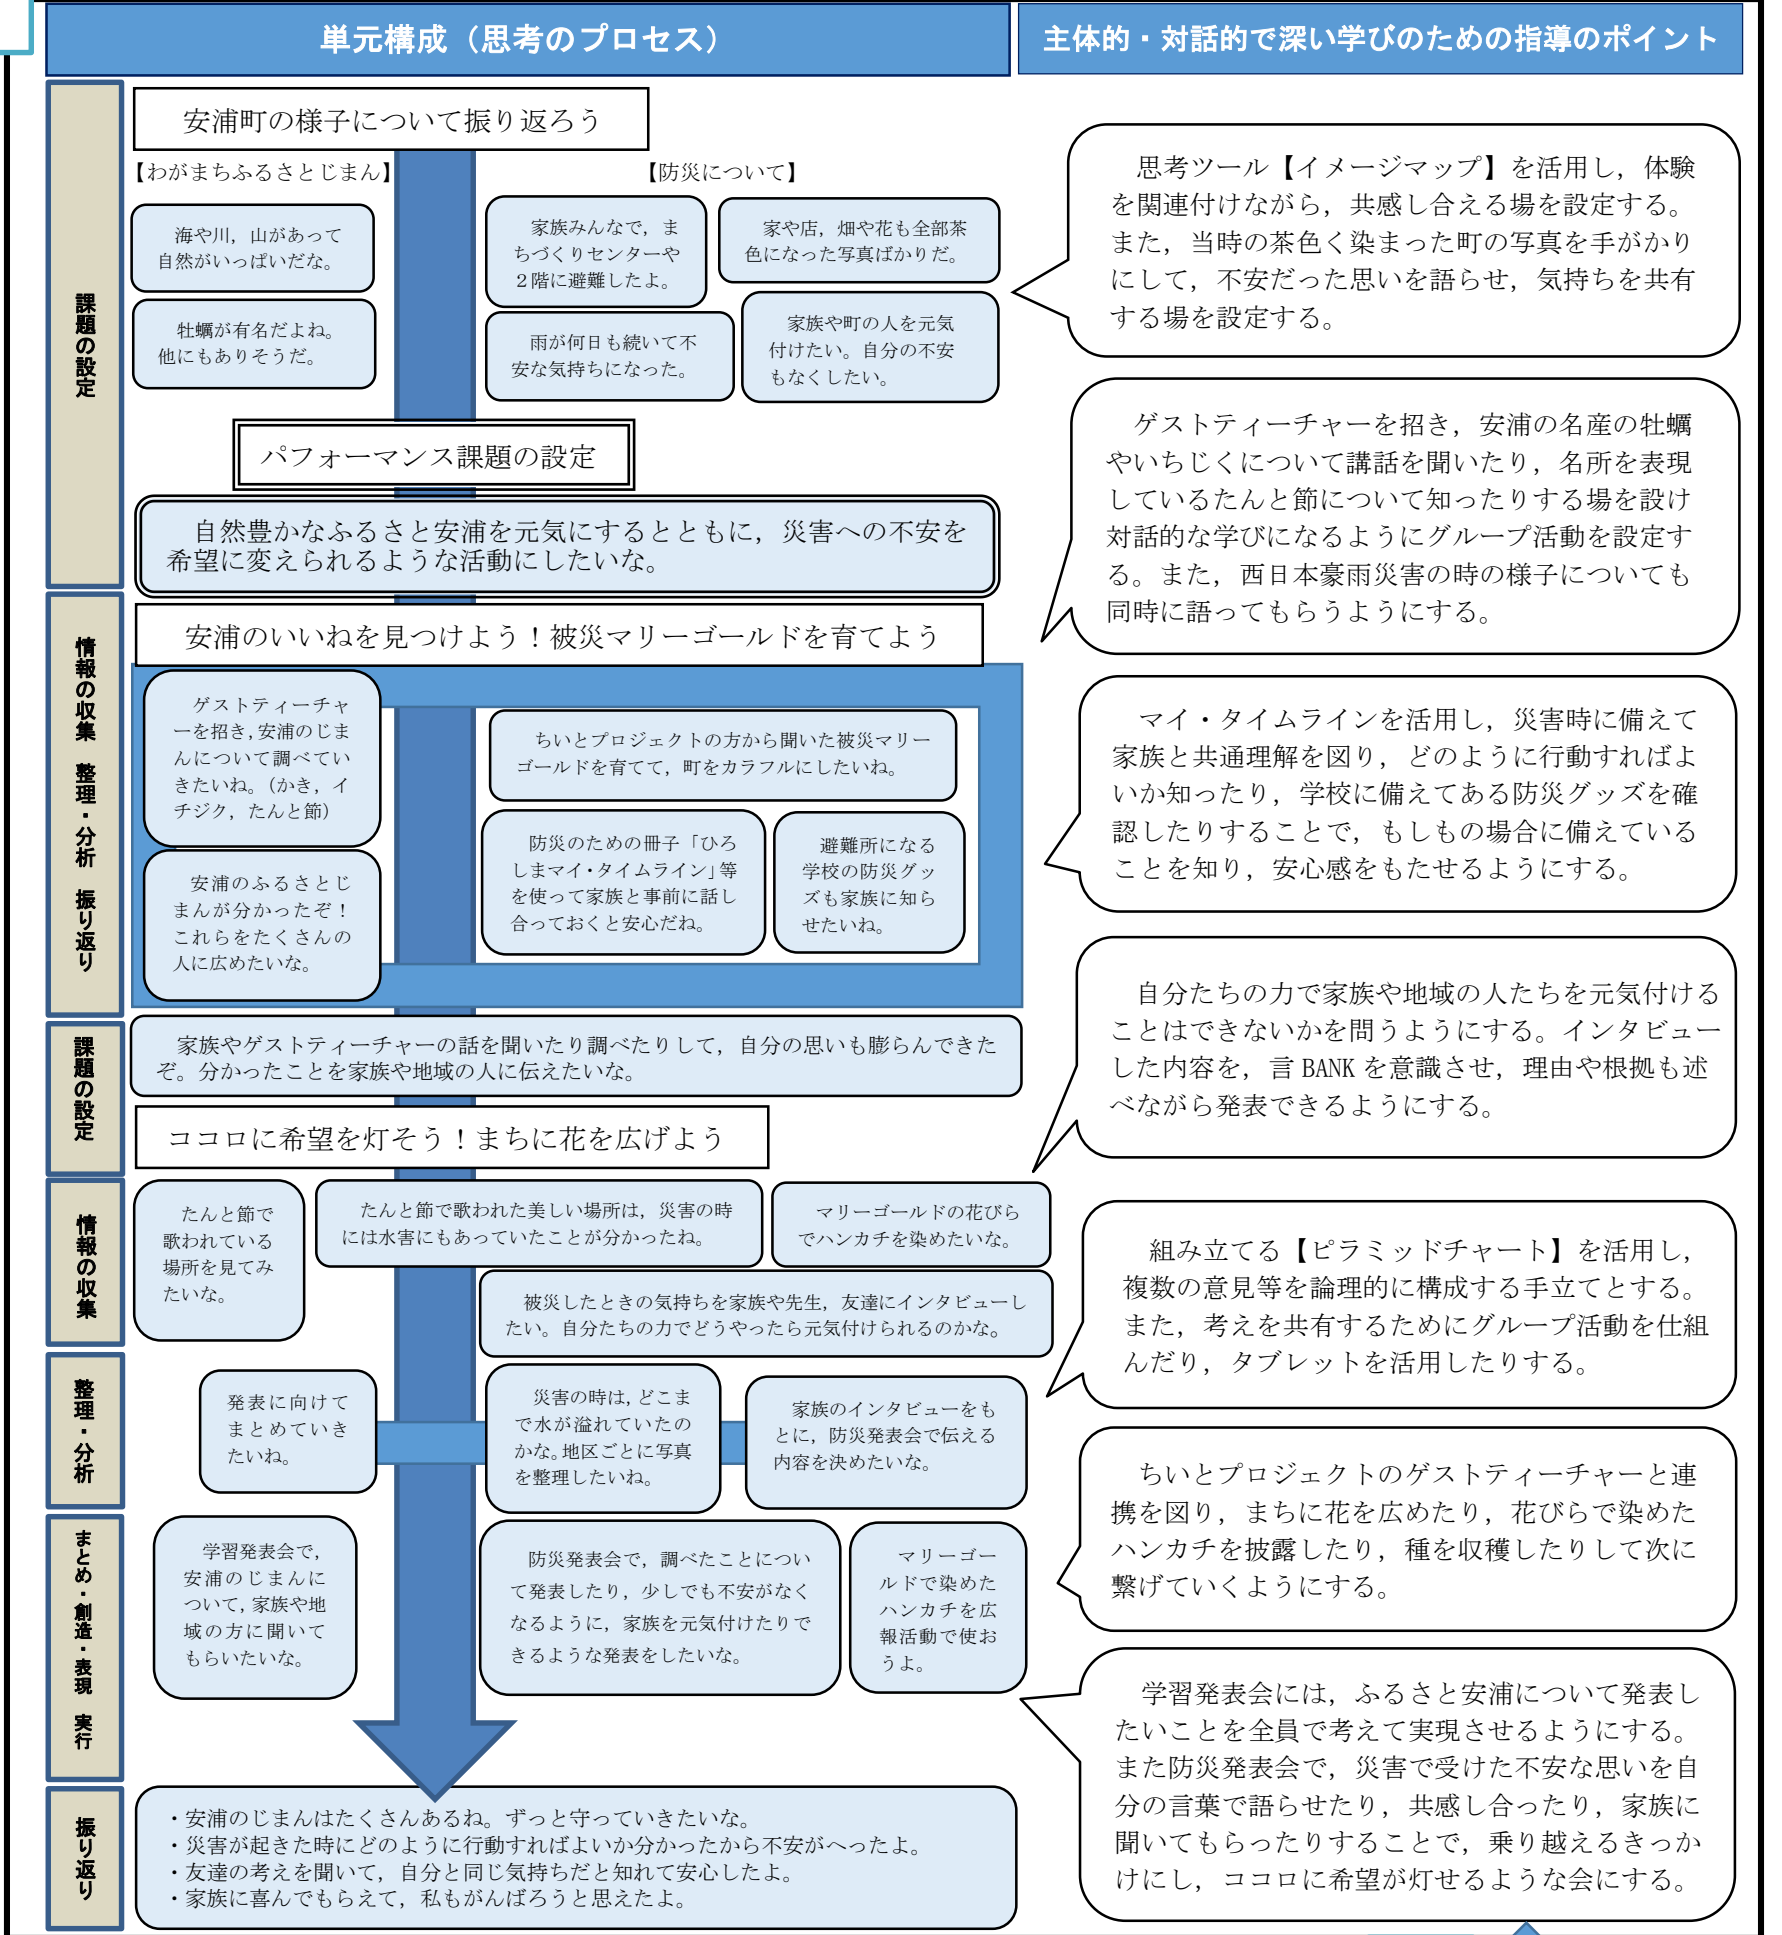 単元構成（思考のプロセス）
主体的・対話的で深い学びのための指導のポイント
課題の設定
安浦町の様子について振り返ろう
【わがまちふるさとじまん】
【防災について】
海や川，山があって
自然がいっぱいだな。
牡蠣が有名だよね。
他にもありそうだ。
家族みんなで，ま
ちづくりセンターや
２階に避難したよ。
家や店，畑や花も全部茶
色になった写真ばかりだ。
雨が何日も続いて不
安な気持ちになった。
家族や町の人を元気
付けたい。自分の不安
もなくしたい。
思考ツール【イメージマップ】を活用し，体験
を関連付けながら，共感し合える場を設定する。
また，当時の茶色く染まった町の写真を手がかり
にして，不安だった思いを語らせ，気持ちを共有
する場を設定する。
パフォーマンス課題の設定
自然豊かなふるさと安浦を元気にするとともに，災害への不安を
希望に変えられるような活動にしたいな。
ゲストティーチャーを招き，安浦の名産の牡蠣
やいちじくについて講話を聞いたり，名所を表現
しているたんと節について知ったりする場を設け
対話的な学びになるようにグループ活動を設定す
る。また，西日本豪雨災害の時の様子についても
同時に語ってもらうようにする。
情報の収集　整理・分析　振り返り
安浦のいいねを見つけよう！被災マリーゴールドを育てよう
ゲストティーチャ
ーを招き，安浦のじま
んについて調べてい
きたいね。（かき，イ
チジク，たんと節）
安浦のふるさとじ
まんが分かったぞ！
これらをたくさんの
人に広めたいな。
ちいとプロジェクトの方から聞いた被災マリー
ゴールドを育てて，町をカラフルにしたいね。
防災のための冊子「ひろ
しまマイ・タイムライン」等
を使って家族と事前に話し
合っておくと安心だね。
避難所になる
学校の防災グッ
ズも家族に知ら
せたいね。
マイ・タイムラインを活用し，災害時に備えて
家族と共通理解を図り，どのように行動すればよ
いか知ったり，学校に備えてある防災グッズを確
認したりすることで，もしもの場合に備えている
ことを知り，安心感をもたせるようにする。
課題の設定
家族やゲストティーチャーの話を聞いたり調べたりして，自分の思いも膨らんできた
ぞ。分かったことを家族や地域の人に伝えたいな。
ココロに希望を灯そう！まちに花を広げよう
自分たちの力で家族や地域の人たちを元気付ける
ことはできないかを問うようにする。インタビュー
した内容を，言 BANK を意識させ，理由や根拠も述
べながら発表できるようにする。
情報の収集
たんと節で
歌われている
場所を見てみ
たいな。
たんと節で歌われた美しい場所は，災害の時
には水害にもあっていたことが分かったね。
マリーゴールドの花びら
でハンカチを染めたいな。
被災したときの気持ちを家族や先生，友達にインタビューし
たい。自分たちの力でどうやったら元気付けられるのかな。
組み立てる【ピラミッドチャート】を活用し，
複数の意見等を論理的に構成する手立てとする。
また，考えを共有するためにグループ活動を仕組
んだり，タブレットを活用したりする。
整理・分析
発表に向けて
まとめていき
たいね。
災害の時は，どこま
で水が溢れていたの
かな。地区ごとに写真
を整理したいね。
家族のインタビューをも
とに，防災発表会で伝える
内容を決めたいな。
ちいとプロジェクトのゲストティーチャーと連
携を図り，まちに花を広めたり，花びらで染めた
ハンカチを披露したり，種を収穫したりして次に
繋げていくようにする。
まとめ・創造・表現　実行
学習発表会で，
安浦のじまんに
ついて，家族や地
域の方に聞いて
もらいたいな。
防災発表会で，調べたことについ
て発表したり，少しでも不安がなく
なるように，家族を元気付けたりで
きるような発表をしたいな。
マリーゴー
ルドで染めた
ハンカチを広
報活動で使お
うよ。
学習発表会には，ふるさと安浦について発表し
たいことを全員で考えて実現させるようにする。
また防災発表会で，災害で受けた不安な思いを自
分の言葉で語らせたり，共感し合ったり，家族に
聞いてもらったりすることで，乗り越えるきっか
けにし，ココロに希望が灯せるような会にする。
振り返り
・安浦のじまんはたくさんあるね。ずっと守っていきたいな。
・災害が起きた時にどのように行動すればよいか分かったから不安がへったよ。
・友達の考えを聞いて，自分と同じ気持ちだと知れて安心したよ。
・家族に喜んでもらえて，私もがんばろうと思えたよ。